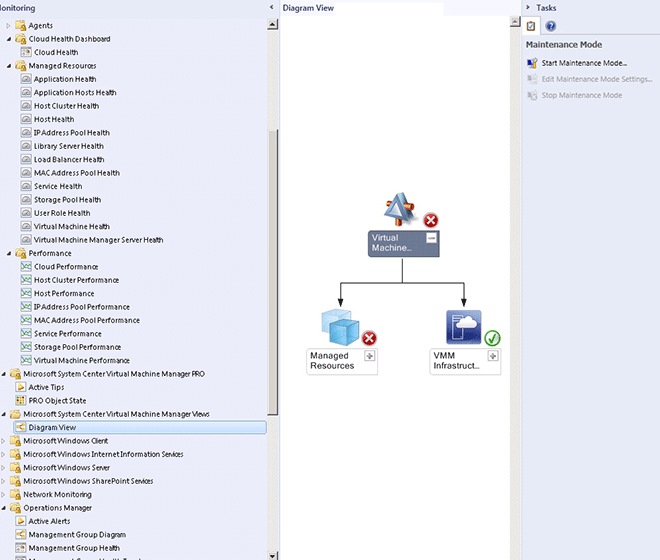 onitoring
Agents
Cloud Health Dashboard
Cloud Health
Managed Resources
Application Health
Application Hosts Health
Host Cluster Health
Host Health
IP Address Pool Health
Library Server Health
Load Balancer Health
MAC Address Pool Health
Service Health
Storage Pool Health
User Role Health
Virtual Machine Health
Virtual Machine Manager Server Health
Performance
Cloud Performance
Host Cluster Performance
Host Performance
IP Address Pool Performance
MAC Address Pool Performance
Service Performance
Storage Pool Performance
Virtual Machine Performance
Microsoft System Center Virtual Machine Manager PRO
Active Tips
PRO Object State
Microsoft System Center Virtual Machine Manager Views
Diagram View
Microsoft Windows Client
Microsoft Windows Internet Information Services
Microsoft Windows Server
Microsoft Windows SharePoint Services
Network Monitoring
Operations Manager
Active Alerts
Management Group Diagram
Management Group Health
Diagram View
Virtual
Machine...
Managed
Resources
VMM
Infrastruct...
Tasks
Maintenance Mode
Start Maintenance Mode...
Edit Maintenance Mode Settings...
Stop Maintenance Mode